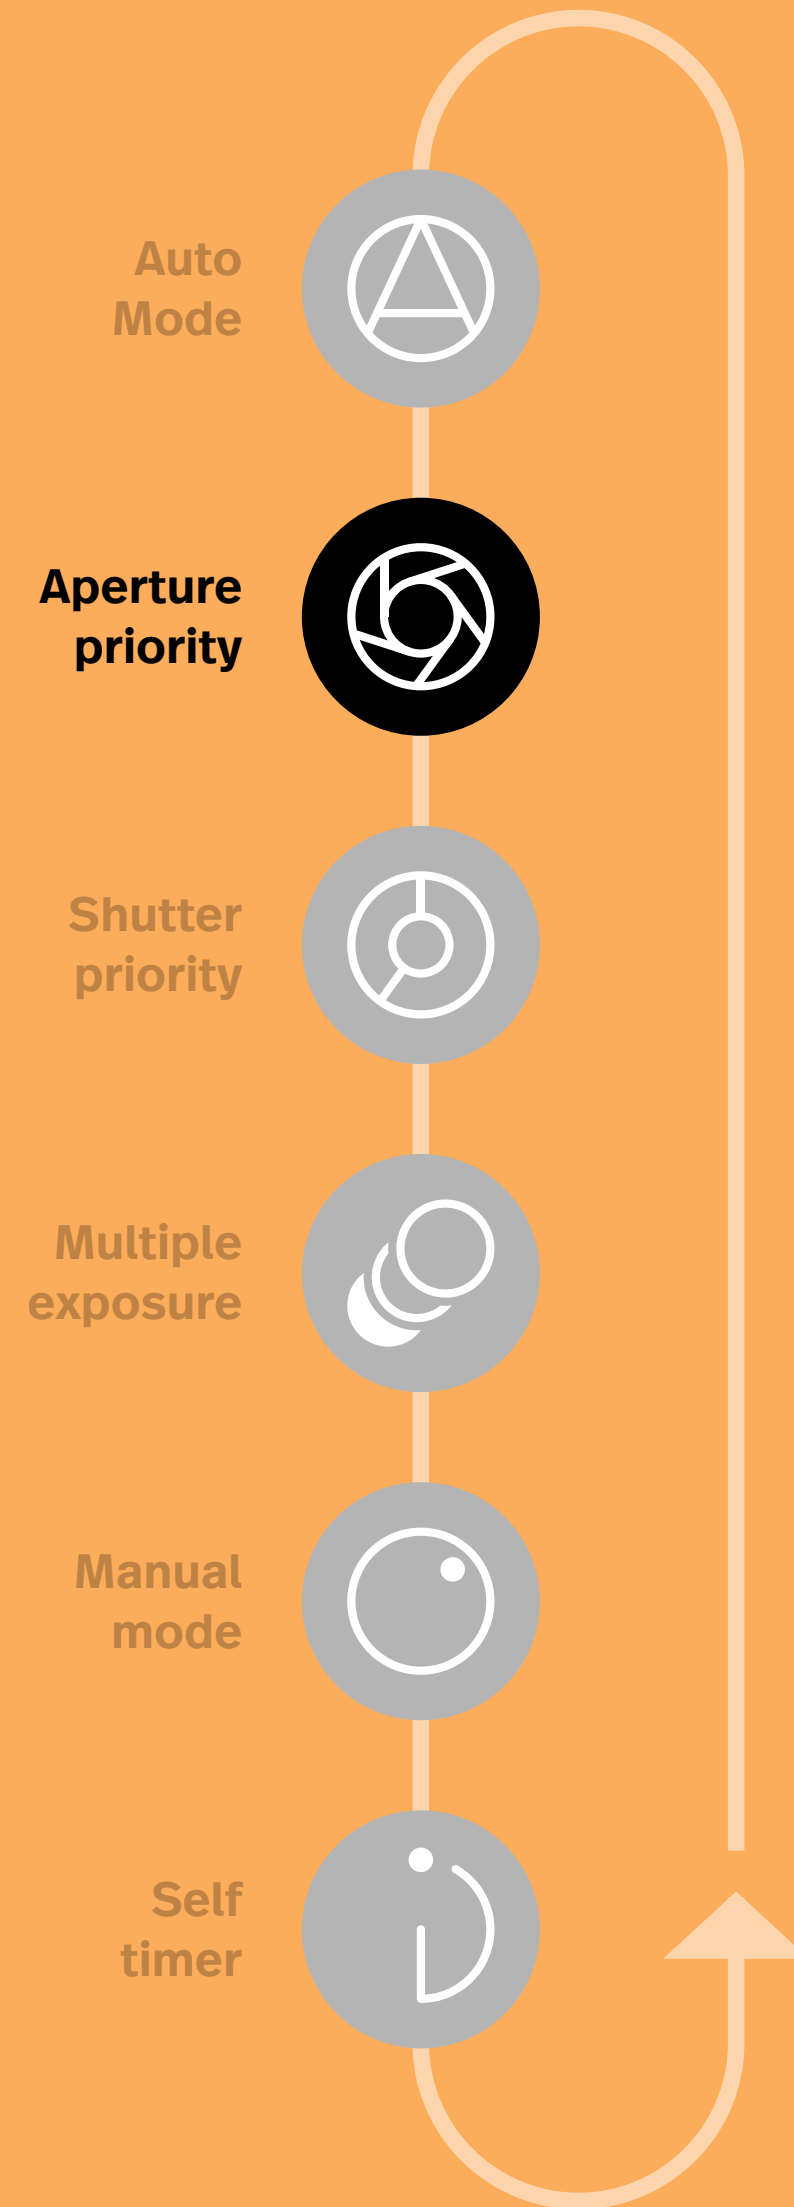 Auto
Mode
Aperture
priority
Shutter
priority
Multiple
exposure
Manual
mode
Self
timer